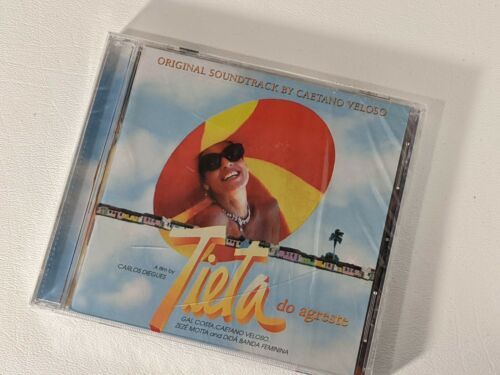 ORIGINAL SOUNDTRACK BY CAETANO VELOSO
A film by
CARLOS DIEGUES
Tieta
do agreste
GAL COSTA, CAETANO VELOSO,
ZEZÉ MOTTA and DIDÁ BANDA FEMININA